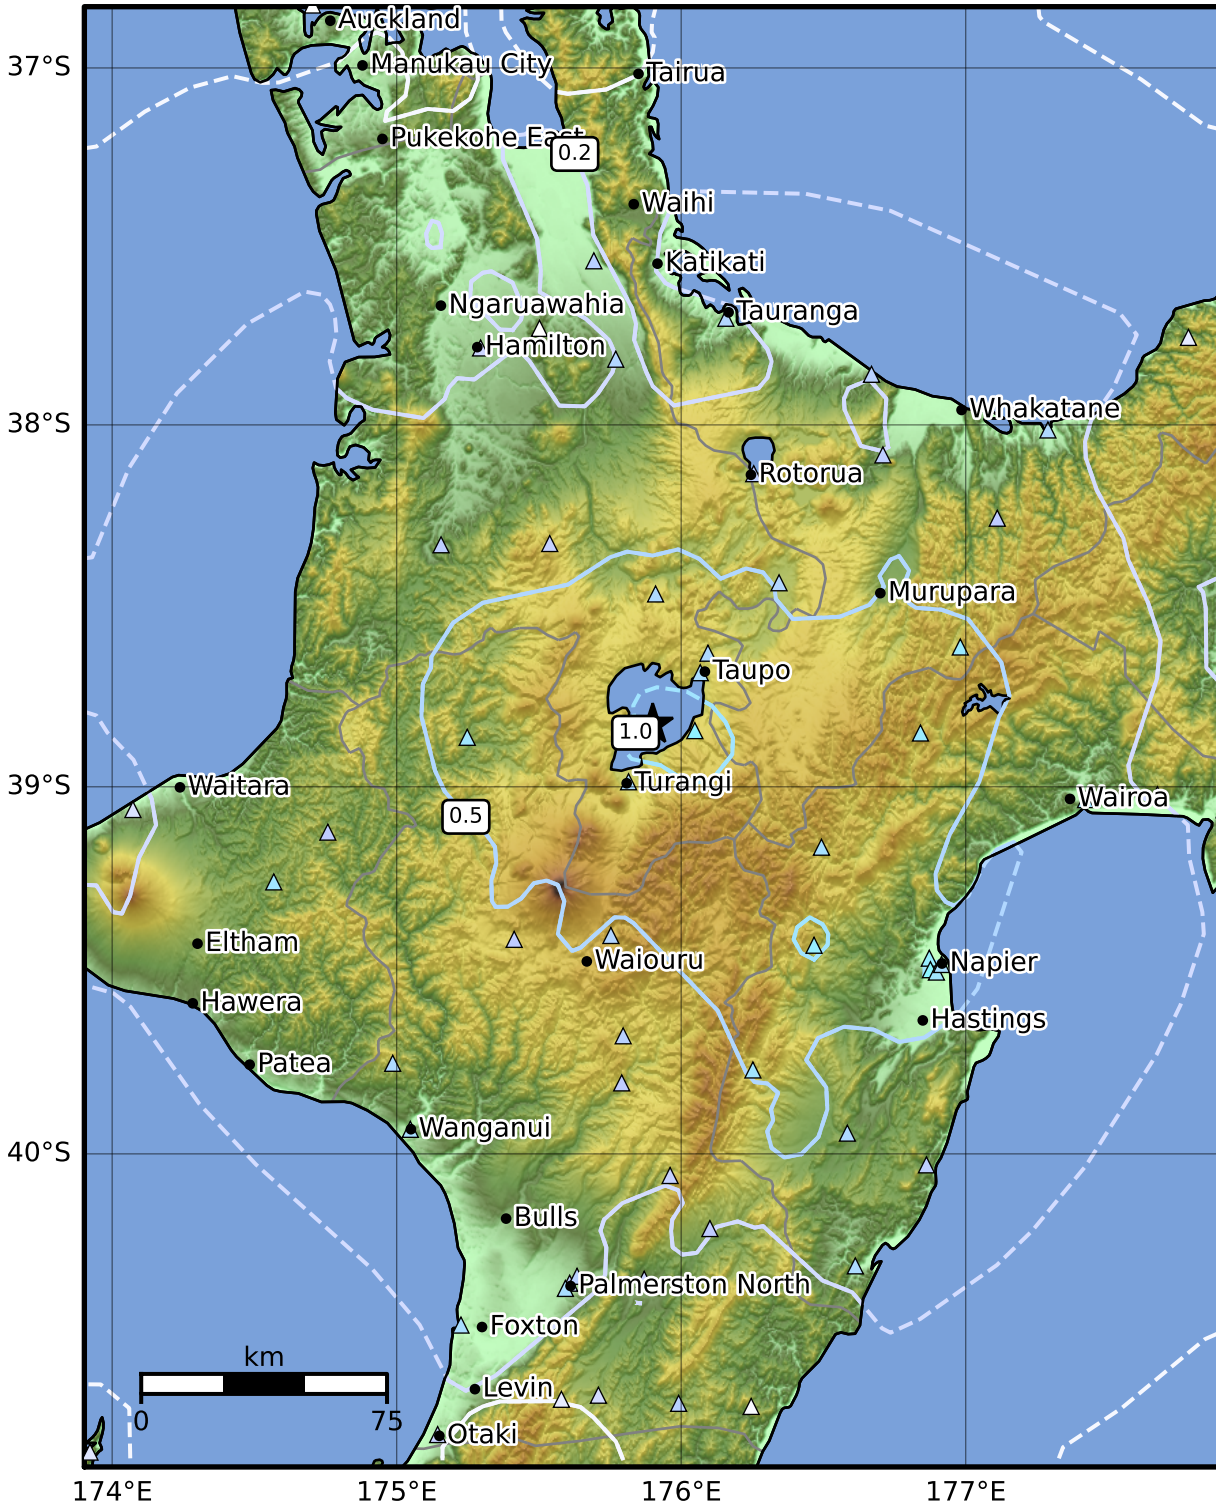 Auckland
37°S
Manukau City
Tairua
Pukekohe East
0.2
Waihi
Katikati
Ngaruawahia
Tauranga
Hamilton
38°S
Whakatane
Rotorua
Murupara
Taupo
1.0
39°S
Waitara
Turangi
Wairoa
0.5
Eltham
Waiouru
Napier
Hawera
Hastings
Patea
Wanganui
40°S
Bulls
Palmerston North
Foxton
km
Levin
0
75
Otaki
174°E
175°E
176°E
177°E